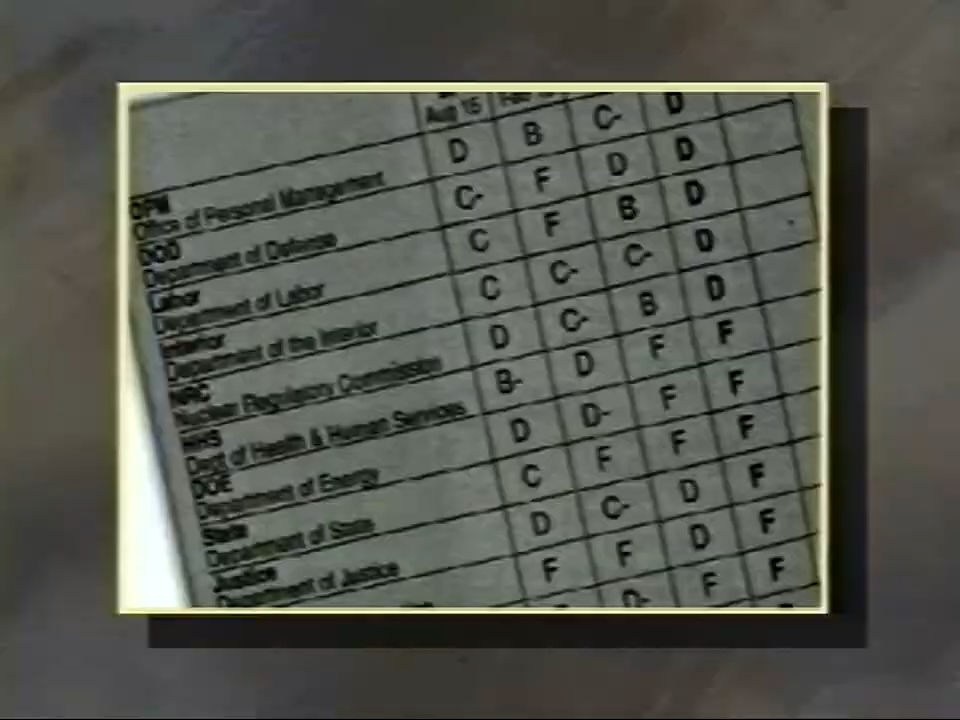 Aug 15
OPM D B C- D
Office of Personal Management
DOD C- F D D
Department of Defense
Labor C F B D
Department of Labor
Interior C C- C- D
Department of the Interior
NRC D C- B D
Nuclear Regulatory Commission
HHS B- D F F
Dept of Health & Human Services
DOE D D- F F
Department of Energy
State C F F F
Department of State
Justice D C- D F
Department of Justice
F F D F
D- F F